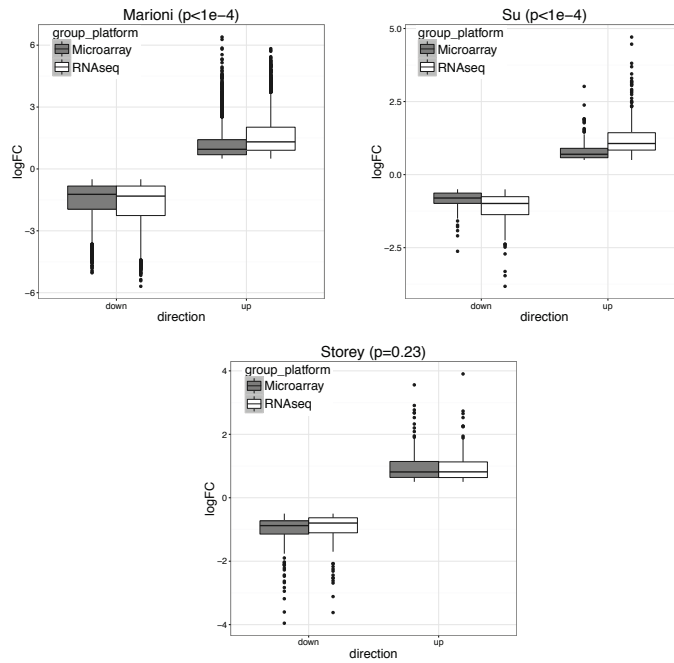 Marioni (p<1e-4)
group_platform
Microarray
RNAseq
6
3
0
−3
−6
logFC
down
up
direction
Su (p<1e-4)
group_platform
Microarray
RNAseq
5.0
2.5
0.0
−2.5
logFC
down
up
direction
Storey (p=0.23)
group_platform
Microarray
RNAseq
4
2
0
−2
−4
logFC
down
up
direction